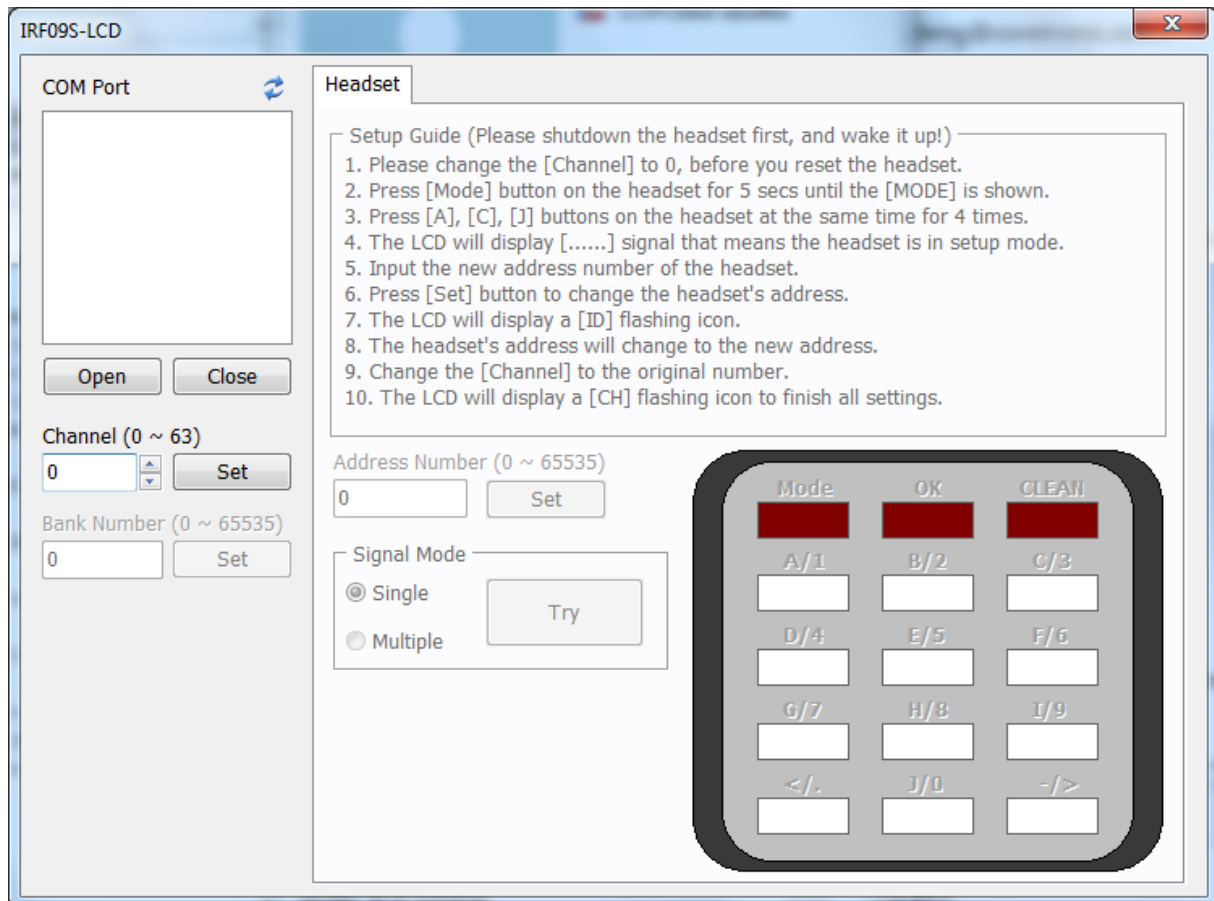 IRF09S-LCD
COM Port
Open Close
Channel (0 ~ 63)
0 Set
Bank Number (0 ~ 65535)
0 Set
Headset
Setup Guide (Please shutdown the headset first, and wake it up!)
1. Please change the [Channel] to 0, before you reset the headset.
2. Press [Mode] button on the headset for 5 secs until the [MODE] is shown.
3. Press [A], [C], [J] buttons on the headset at the same time for 4 times.
4. The LCD will display [......] signal that means the headset is in setup mode.
5. Input the new address number of the headset.
6. Press [Set] button to change the headset's address.
7. The LCD will display a [ID] flashing icon.
8. The headset's address will change to the new address.
9. Change the [Channel] to the original number.
10. The LCD will display a [CH] flashing icon to finish all settings.
Address Number (0 ~ 65535)
0 Set
Signal Mode
Single
Multiple
Try
Mode OK CLEAN
A/1 B/2 C/3
D/4 E/5 F/6
G/7 H/8 I/9
</. J/0 -/>